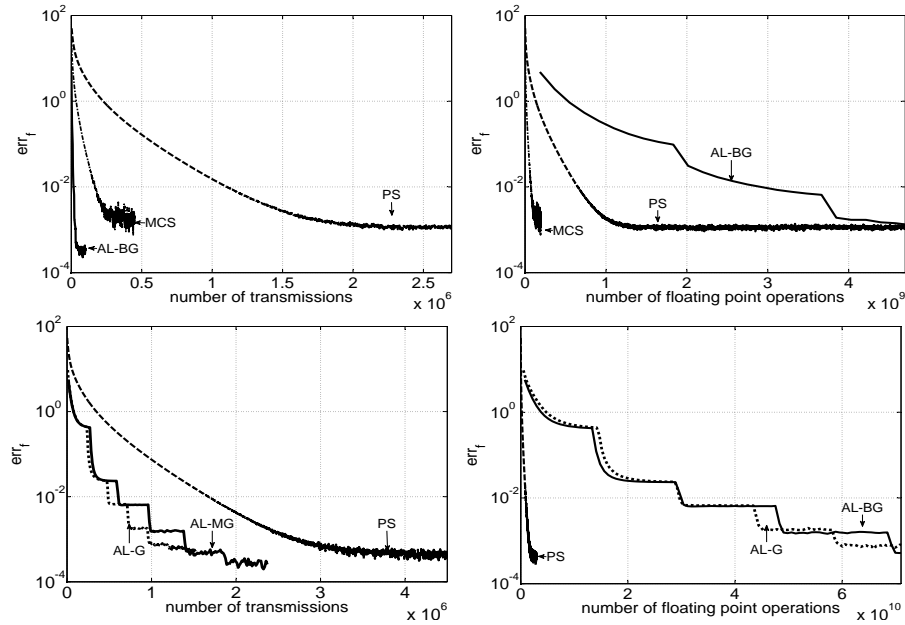 10^2
10^0
10^-2
10^-4
err_f
PS
MCS
AL-BG
0 0.5 1 1.5 2 2.5
number of transmissions
x 10^6
10^2
10^0
10^-2
10^-4
err_f
AL-BG
PS
MCS
0 1 2 3 4
number of floating point operations
x 10^9
10^2
10^0
10^-2
10^-4
err_f
AL-MG
PS
AL-G
0 1 2 3 4
number of transmissions
x 10^6
10^2
10^0
10^-2
10^-4
err_f
AL-BG
AL-G
PS
0 2 4 6
number of floating point operations
x 10^10